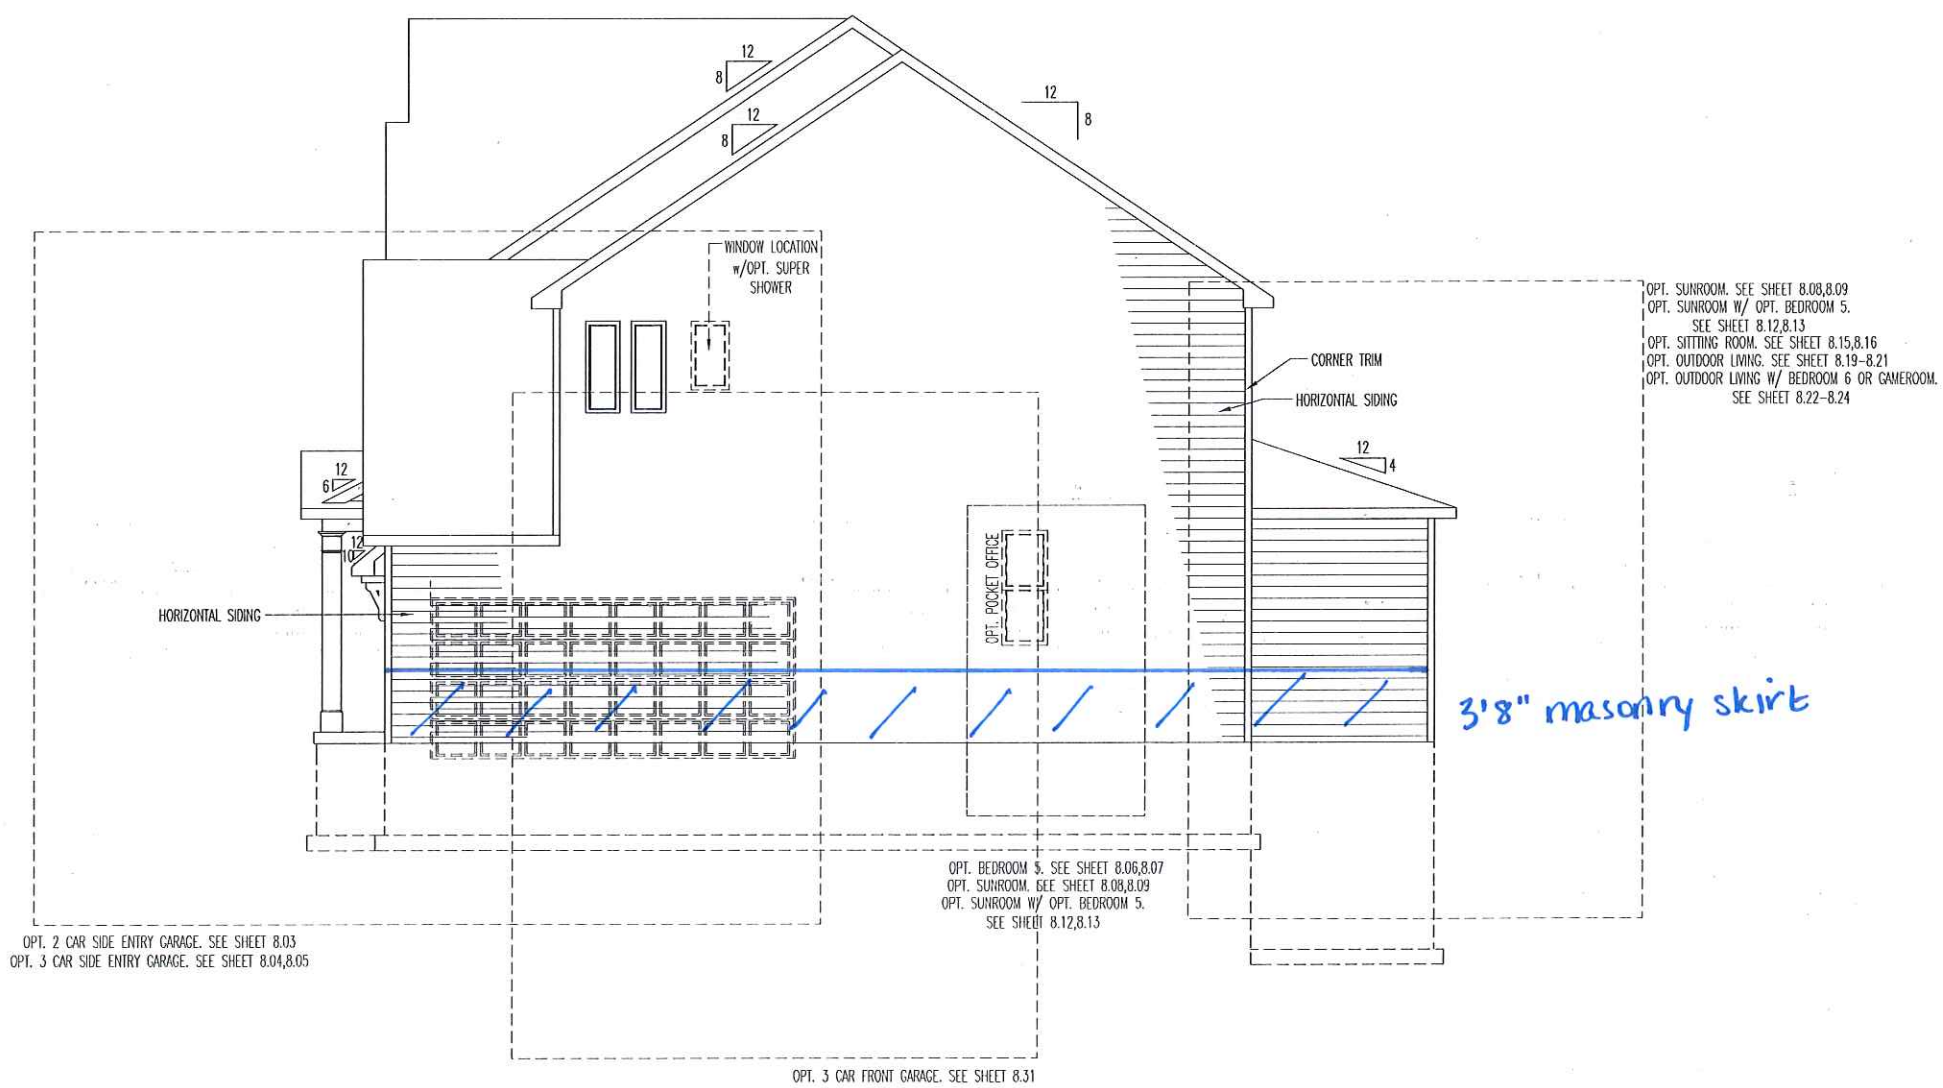 12
8
12
8
12
8
WINDOW LOCATION
w/OPT. SUPER
SHOWER
OPT. SUNROOM. SEE SHEET 8.08,8.09
OPT. SUNROOM W/ OPT. BEDROOM 5.
SEE SHEET 8.12,8.13
OPT. SITTING ROOM. SEE SHEET 8.15,8.16
OPT. OUTDOOR LIVING. SEE SHEET 8.19-8.21
OPT. OUTDOOR LIVING W/ BEDROOM 6 OR GAMEROOM.
SEE SHEET 8.22-8.24
CORNER TRIM
HORIZONTAL SIDING
12
4
12
6
12
10
OPT. POCKET OFFICE
HORIZONTAL SIDING
3'8" masonry skirt
OPT. BEDROOM 5. SEE SHEET 8.06,8.07
OPT. SUNROOM. SEE SHEET 8.08,8.09
OPT. SUNROOM W/ OPT. BEDROOM 5.
SEE SHEET 8.12,8.13
OPT. 2 CAR SIDE ENTRY GARAGE. SEE SHEET 8.03
OPT. 3 CAR SIDE ENTRY GARAGE. SEE SHEET 8.04,8.05
OPT. 3 CAR FRONT GARAGE. SEE SHEET 8.31